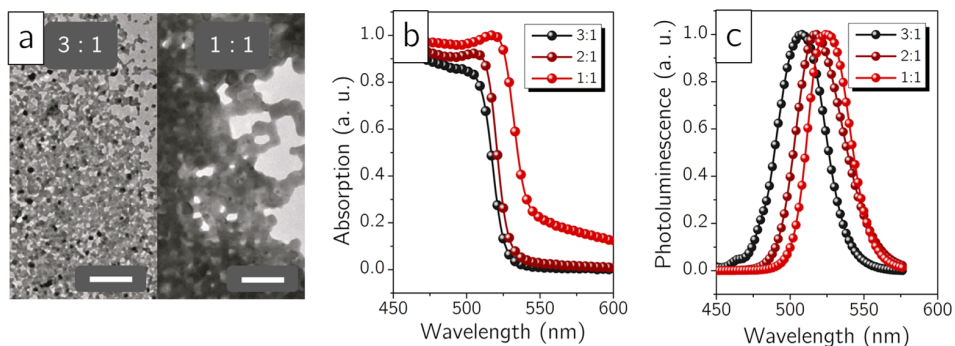 a
3 : 1
1 : 1
b
Absorption (a. u.)
1.0
0.8
0.6
0.4
0.2
0.0
3:1
2:1
1:1
450
500
550
600
Wavelength (nm)
c
Photoluminescence (a. u.)
1.0
0.8
0.6
0.4
0.2
0.0
3:1
2:1
1:1
450
500
550
600
Wavelength (nm)